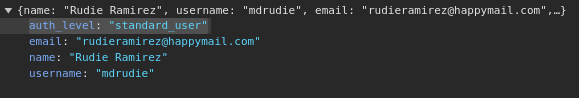 {name: "Rudie Ramirez", username: "mdrudie", email: "rudieramirez@happymail.com",…}
auth_level: "standard_user"
email: "rudieramirez@happymail.com"
name: "Rudie Ramirez"
username: "mdrudie"